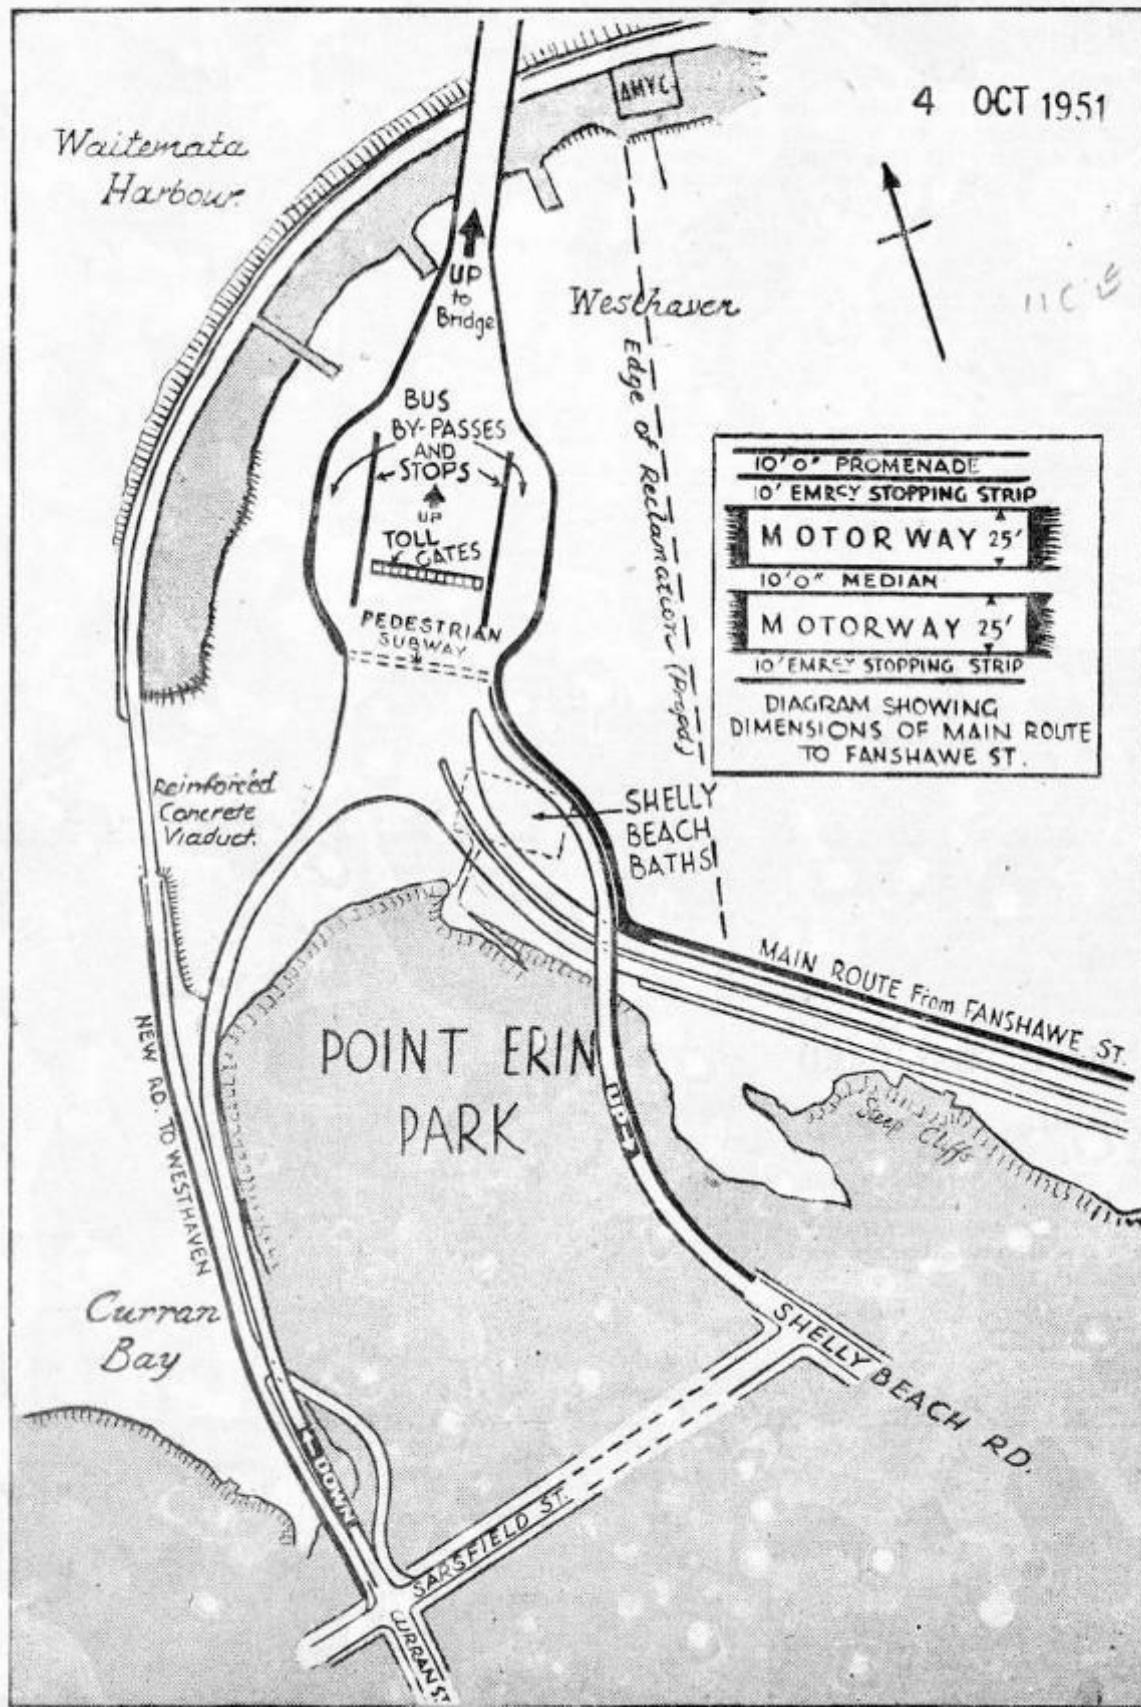 A.M.Y.C.
4 OCT 1951
Waitemata
Harbour.
UP
to
Bridge
Westhaven
Edge of Reclamation (Propd)
BUS
BY-PASSES
AND
STOPS
UP
TOLL
GATES
PEDESTRIAN
SUBWAY
10'0" PROMENADE
10' EMRCY STOPPING STRIP
MOTORWAY 25'
10'0" MEDIAN
MOTORWAY 25'
10' EMRCY STOPPING STRIP
DIAGRAM SHOWING
DIMENSIONS OF MAIN ROUTE
TO FANSHAWE ST.
Reinforced
Concrete
Viaduct.
SHELLY
BEACH
BATHS
MAIN ROUTE From FANSHAWE ST.
POINT ERIN
PARK
UP
Steep Cliffs
NEW RD. TO WESTHAVEN
Curran
Bay
DOWN
SHELLY BEACH RD.
SARSFIELD ST.
CURRAN ST.